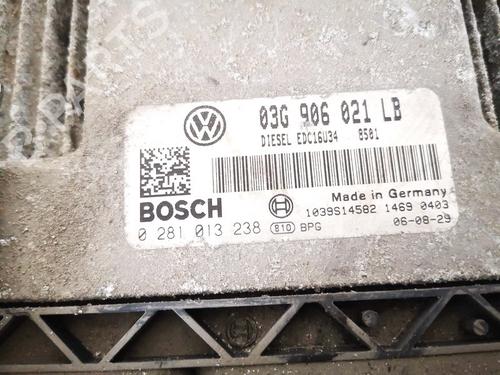 03G 906 021 LB
DIESEL EDC16U34 8501
BOSCH
Made in Germany
1039S14582 1469 0403
0 281 013 238 810 BPG
06-08-29